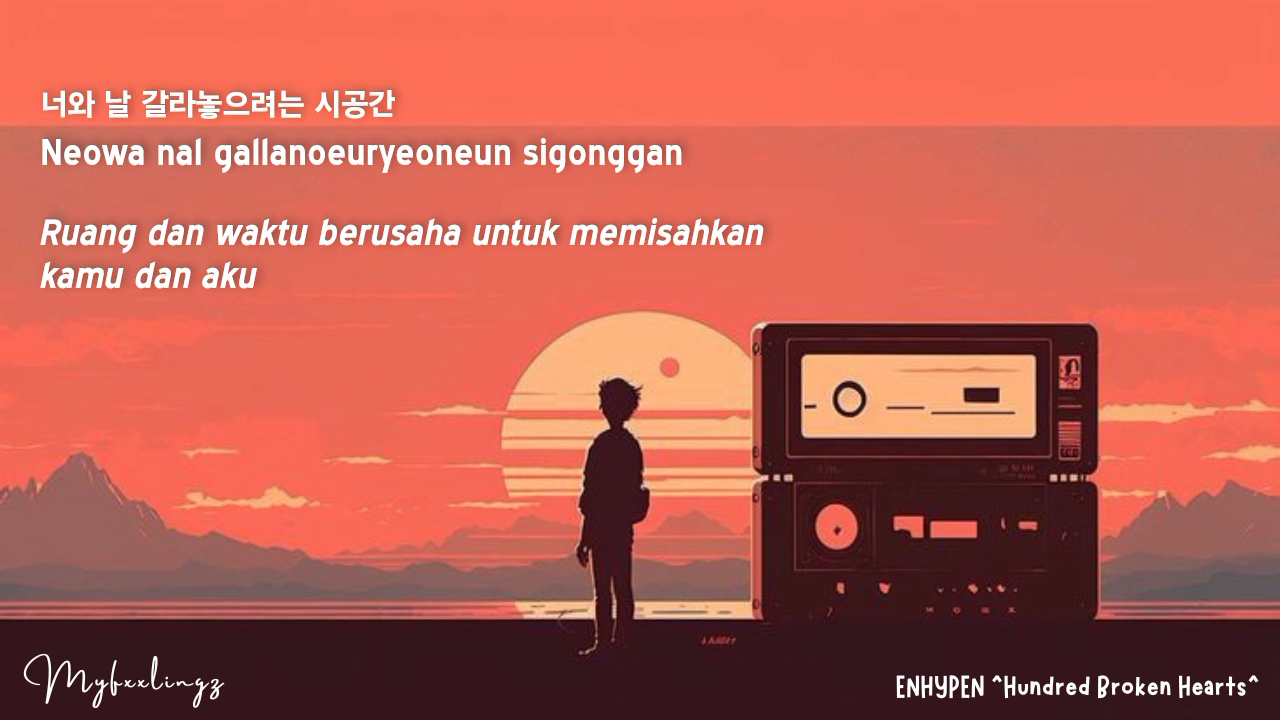 너와 날 갈라놓으려는 시공간
Neowa nal gallanoeuryeoneun sigonggan
Ruang dan waktu berusaha untuk memisahkan
kamu dan aku
Myfxxlingz
ENHYPEN ^Hundred Broken Hearts^